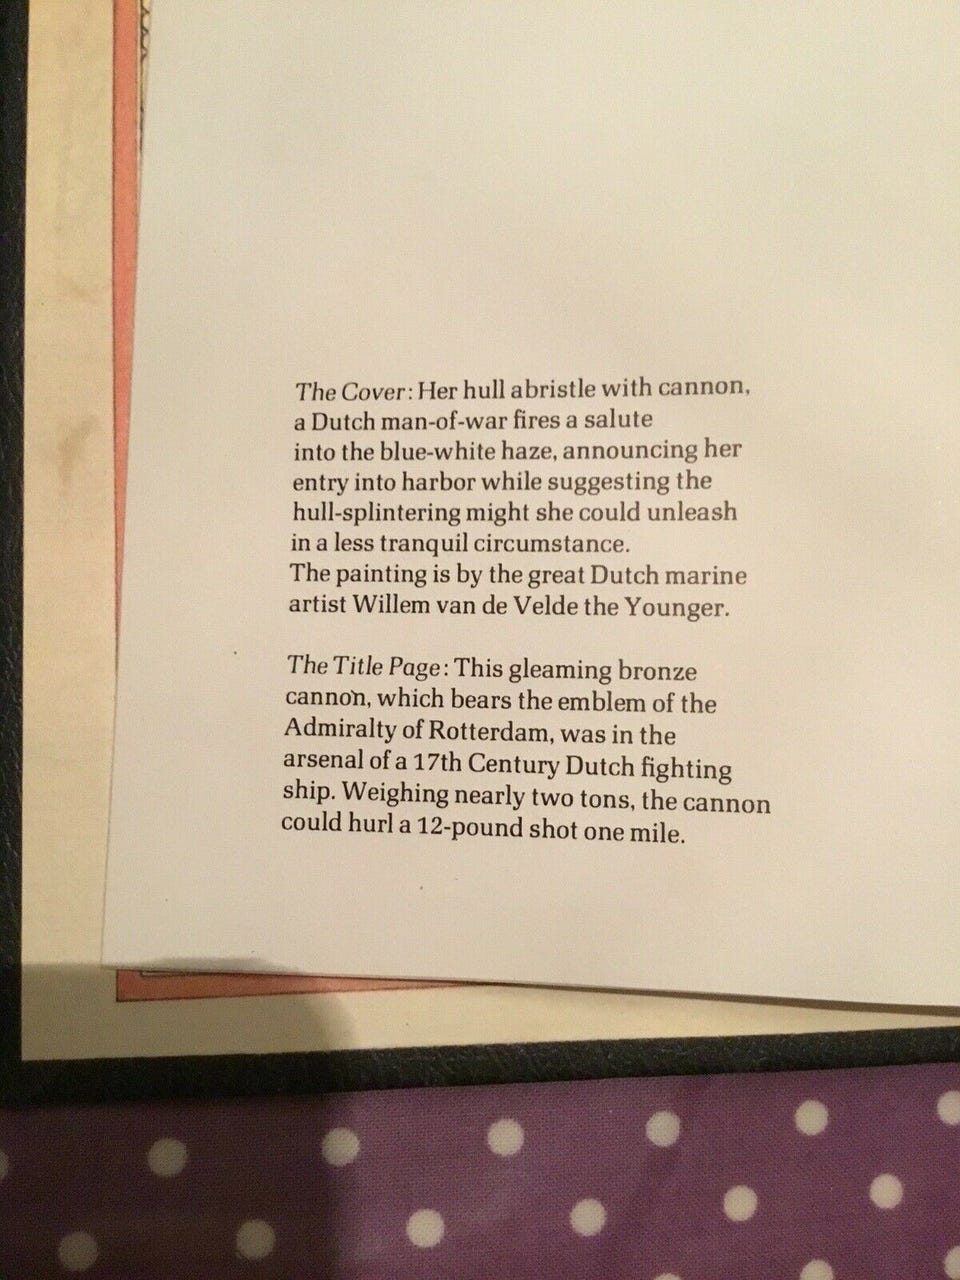 The Cover: Her hull abristle with cannon,
a Dutch man-of-war fires a salute
into the blue-white haze, announcing her
entry into harbor while suggesting the
hull-splintering might she could unleash
in a less tranquil circumstance.
The painting is by the great Dutch marine
artist Willem van de Velde the Younger.
The Title Page: This gleaming bronze
cannon, which bears the emblem of the
Admiralty of Rotterdam, was in the
arsenal of a 17th Century Dutch fighting
ship. Weighing nearly two tons, the cannon
could hurl a 12-pound shot one mile.